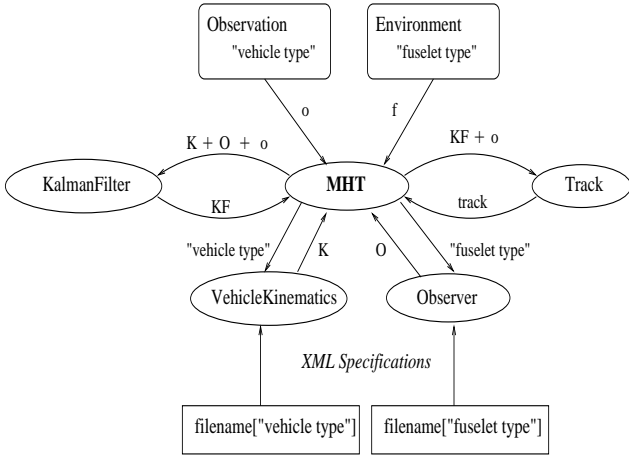 Observation
"vehicle type"
Environment
"fuselet type"
o
f
K + O + o
KF + o
KalmanFilter
MHT
Track
KF
track
"vehicle type"
K
O
"fuselet type"
VehicleKinematics
Observer
XML Specifications
filename["vehicle type"]
filename["fuselet type"]